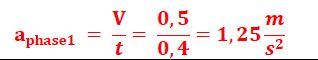 a_phase1 = V/t = 0,5/0,4 = 1,25 m/s²